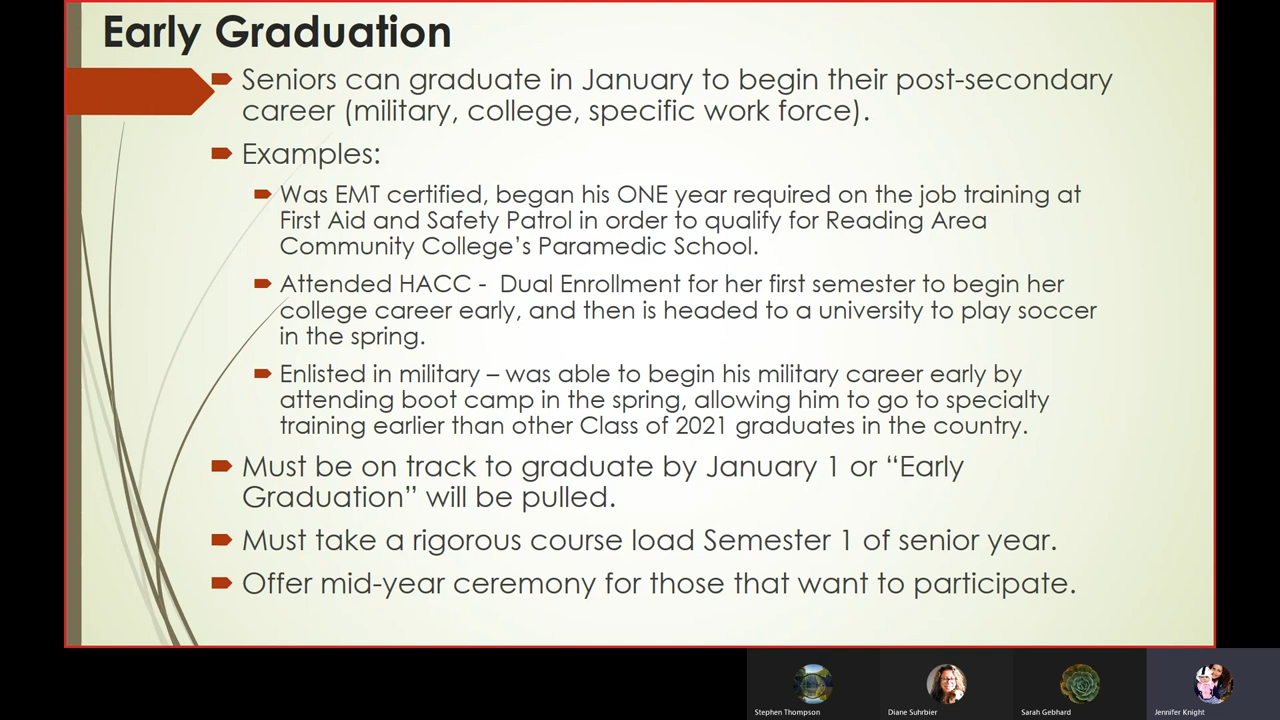 Early Graduation
Seniors can graduate in January to begin their post-secondary
career (military, college, specific work force).
Examples:
Was EMT certified, began his ONE year required on the job training at
First Aid and Safety Patrol in order to qualify for Reading Area
Community College’s Paramedic School.
Attended HACC - Dual Enrollment for her first semester to begin her
college career early, and then is headed to a university to play soccer
in the spring.
Enlisted in military – was able to begin his military career early by
attending boot camp in the spring, allowing him to go to specialty
training earlier than other Class of 2021 graduates in the country.
Must be on track to graduate by January 1 or “Early
Graduation” will be pulled.
Must take a rigorous course load Semester 1 of senior year.
Offer mid-year ceremony for those that want to participate.
Stephen Thompson
Diane Suhrbier
Sarah Gebhard
Jennifer Knight